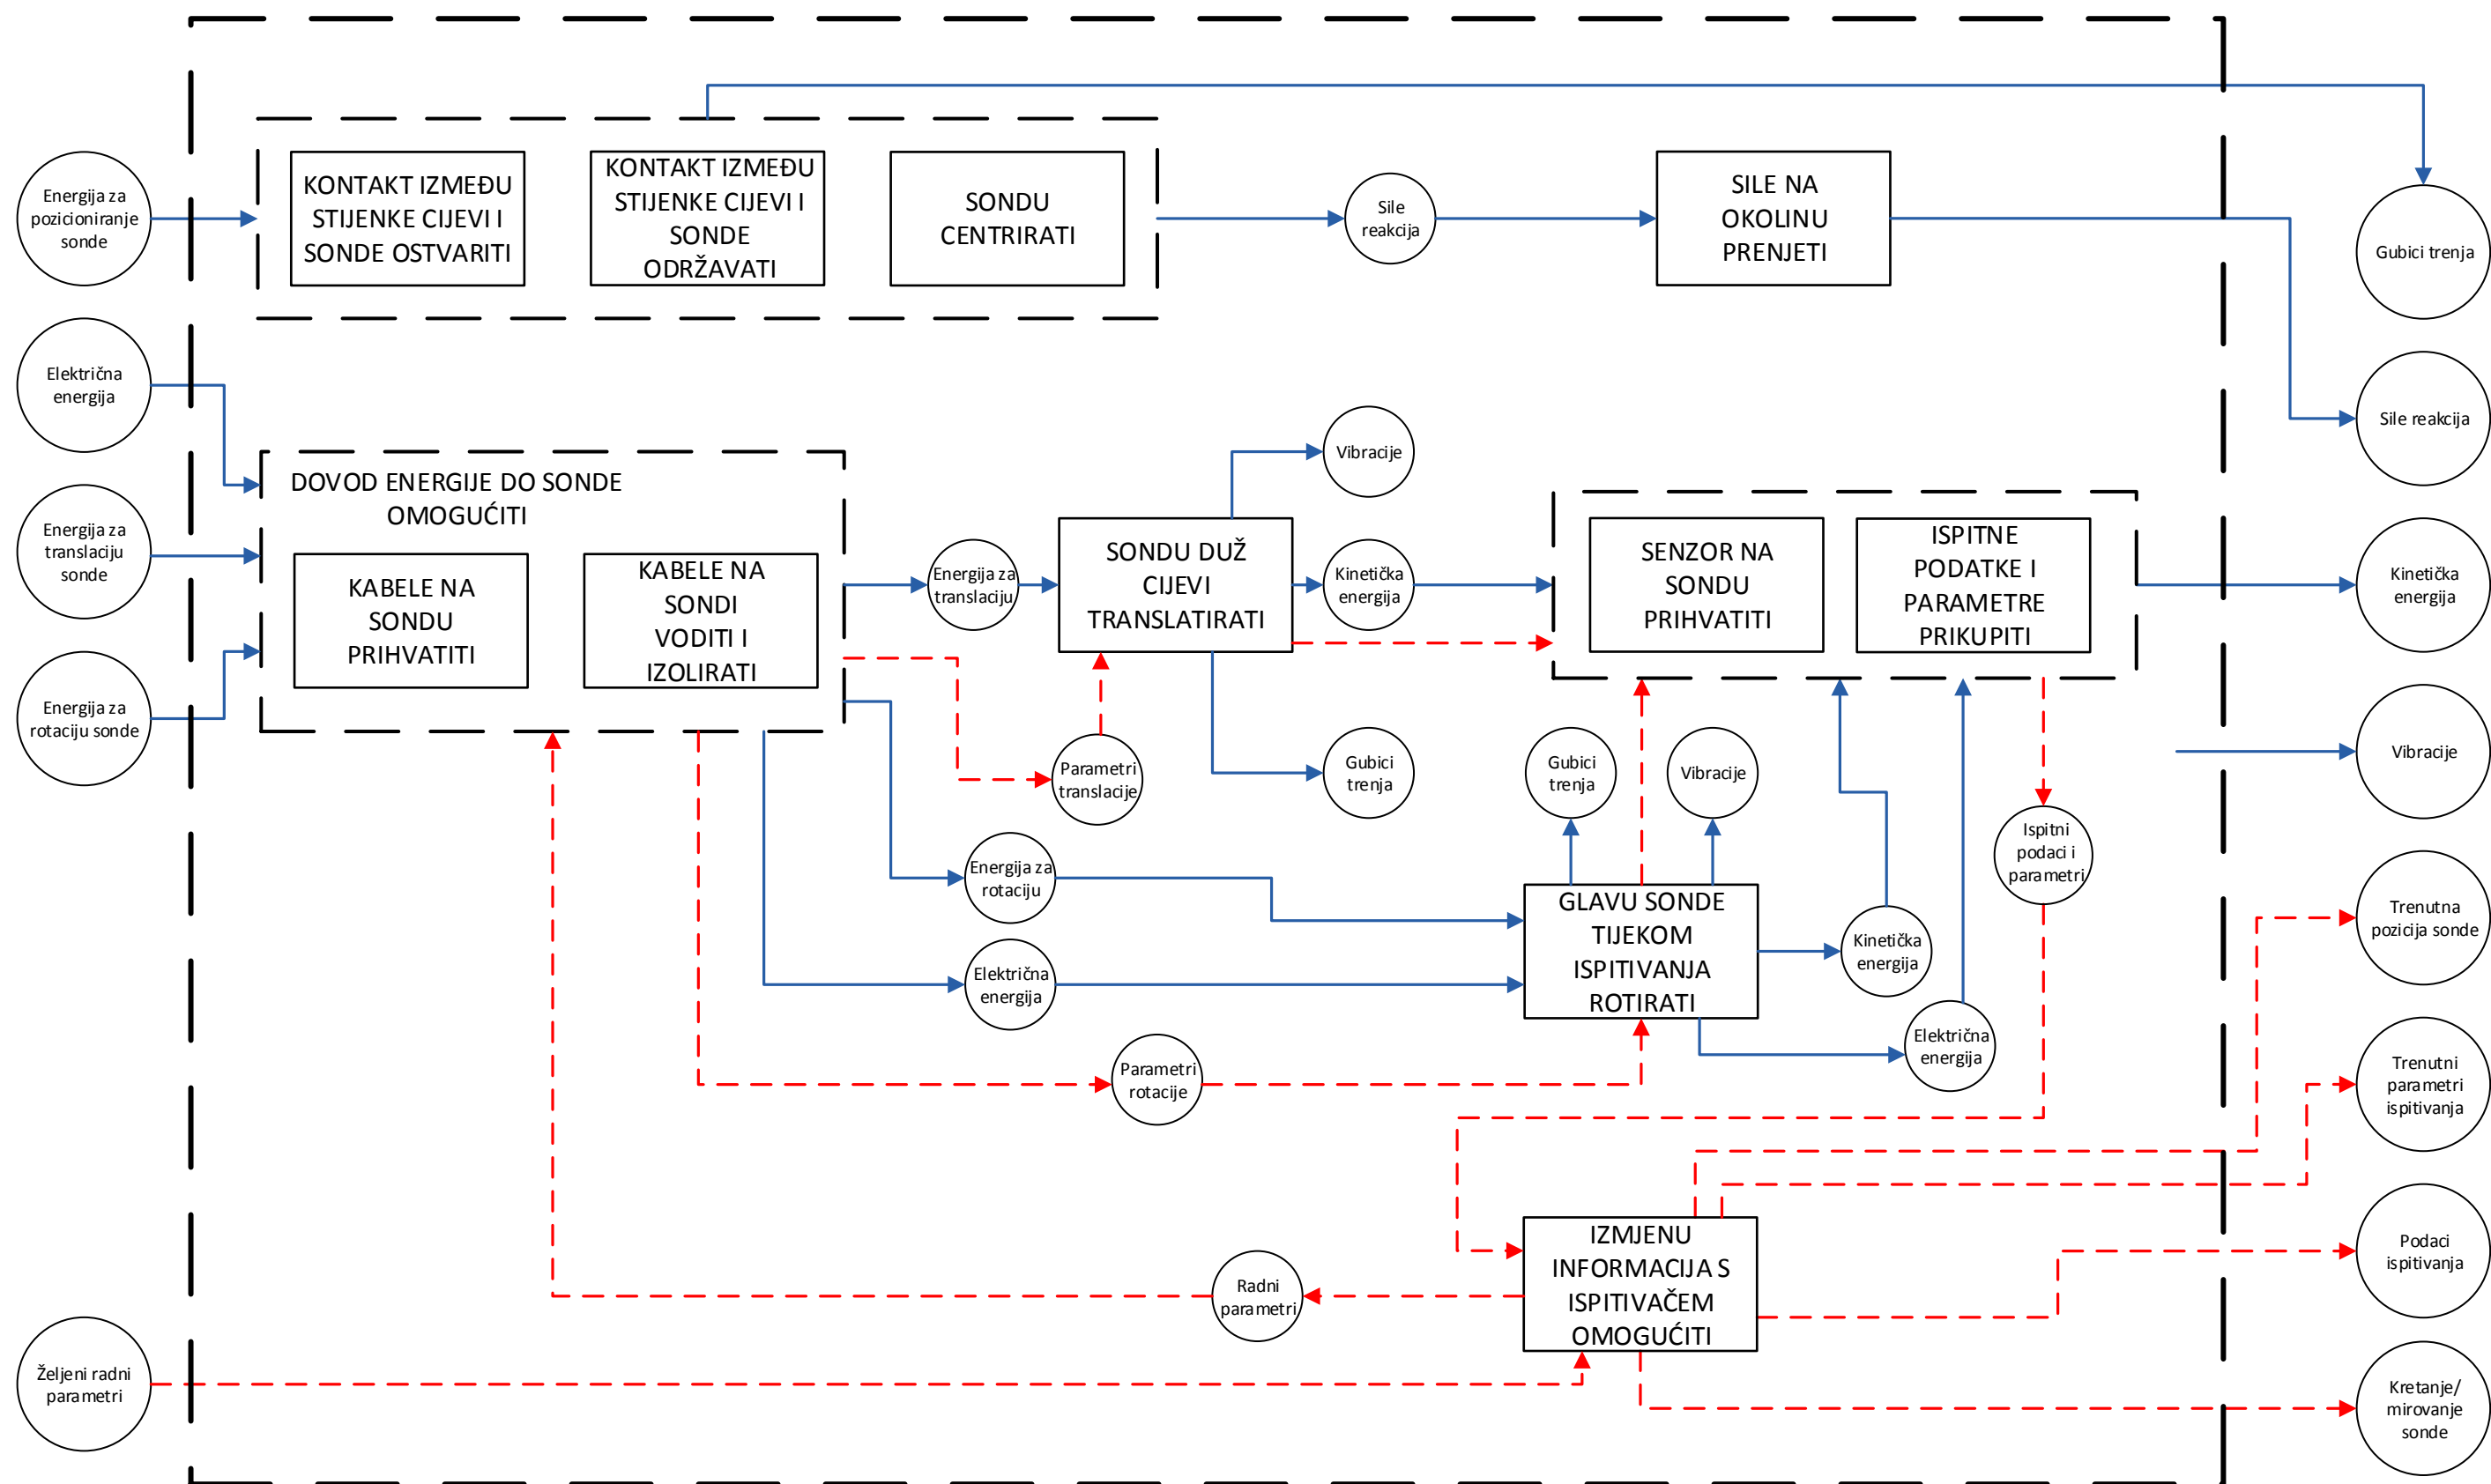 Energija za
pozicioniranje
sonde
KONTAKT IZMEĐU
STIJENKE CIJEVI I
SONDE OSTVARITI
KONTAKT IZMEĐU
STIJENKE CIJEVI I
SONDE
ODRŽAVATI
SONDU
CENTRIRATI
Sile
reakcija
SILE NA
OKOLINU
PRENJETI
Gubici trenja
Električna
energija
Sile reakcija
DOVOD ENERGIJE DO SONDE
OMOGUĆITI
Energija za
translaciju
sonde
KABELE NA
SONDU
PRIHVATITI
KABELE NA
SONDI
VODITI I
IZOLIRATI
Energija za
translaciju
SONDU DUŽ
CIJEVI
TRANSLATIRATI
Vibracije
Kinetička
energija
SENZOR NA
SONDU
PRIHVATITI
ISPITNE
PODATKE I
PARAMETRE
PRIKUPITI
Kinetička
energija
Energija za
rotaciju sonde
Parametri
translacije
Gubici
trenja
Gubici
trenja
Vibracije
Vibracije
Ispitni
podaci i
parametri
Energija za
rotaciju
Električna
energija
GLAVU SONDE
TIJEKOM
ISPITIVANJA
ROTIRATI
Kinetička
energija
Električna
energija
Trenutna
pozicija sonde
Parametri
rotacije
Trenutni
parametri
ispitivanja
Radni
parametri
IZMJENU
INFORMACIJA S
ISPITIVAČEM
OMOGUĆITI
Podaci
ispitivanja
Željeni radni
parametri
Kretanje/
mirovanje
sonde